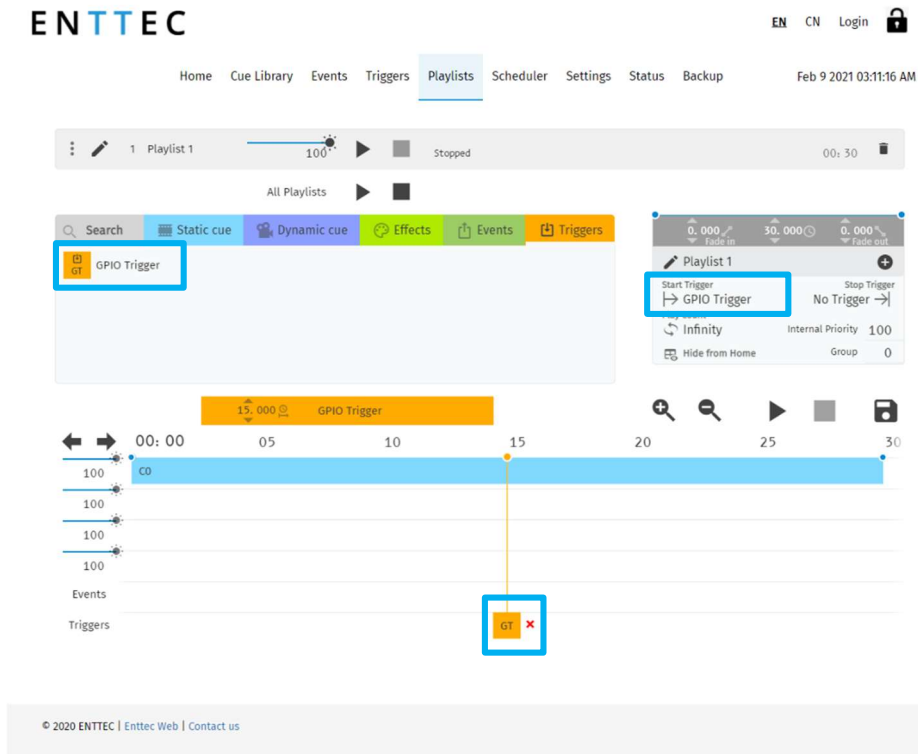 ENTTEC
EN CN Login
Home Cue Library Events Triggers Playlists Scheduler Settings Status Backup Feb 9 2021 03:11:16 AM
1 Playlist 1 100 Stopped 00: 30
All Playlists
Search Static cue Dynamic cue Effects Events Triggers
GT GPIO Trigger
0. 000 30. 000 0. 000
Fade in Fade out
Playlist 1
Start Trigger Stop Trigger
GPIO Trigger No Trigger
Infinity Internal Priority 100
Hide from Home Group 0
15. 000 GPIO Trigger
00: 00 05 10 15 20 25 30
100 C0
100
100
100
Events
Triggers GT
© 2020 ENTTEC | Enttec Web | Contact us